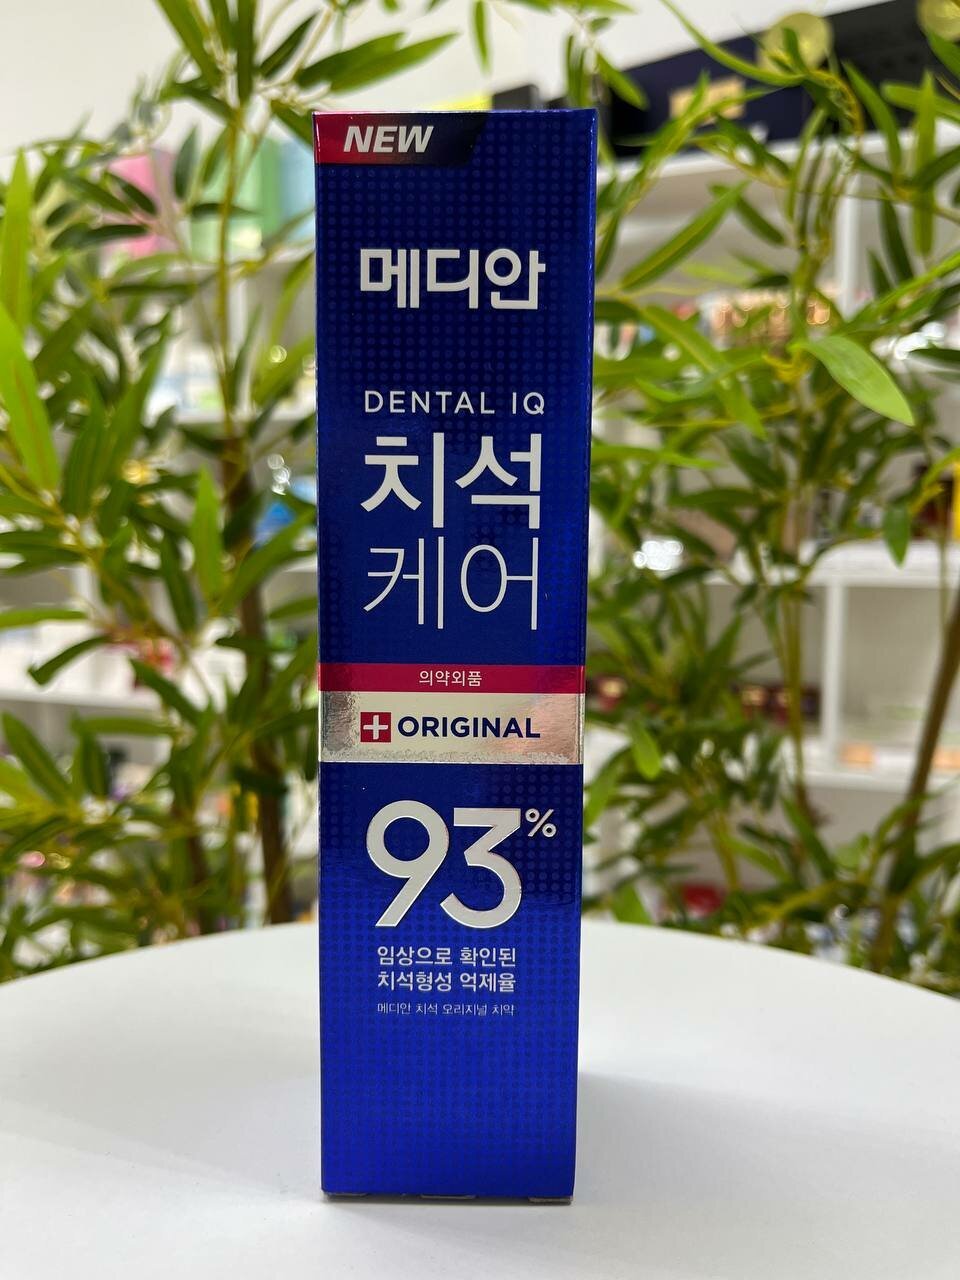 NEW
메디안
DENTAL IQ
치석
케어
의약외품
ORIGINAL
93%
임상으로 확인된
치석형성 억제율
메디안 치석 오리지널 치약